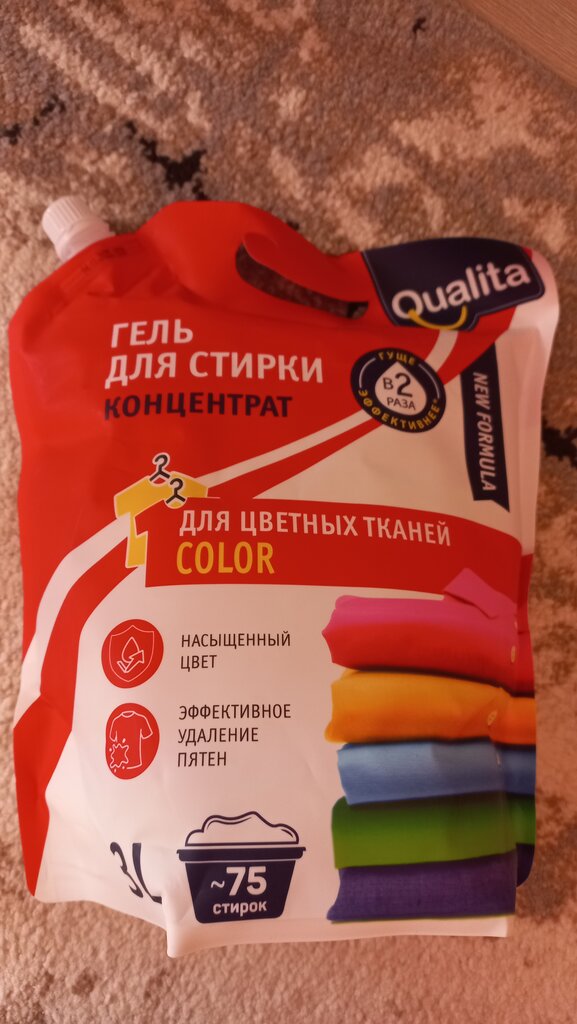 Qualita
ГЕЛЬ
ДЛЯ СТИРКИ
КОНЦЕНТРАТ
ГУЩЕ
В 2
РАЗА
ЭФФЕКТИВНЕЕ*
NEW FORMULA
ДЛЯ ЦВЕТНЫХ ТКАНЕЙ
COLOR
НАСЫЩЕННЫЙ
ЦВЕТ
ЭФФЕКТИВНОЕ
УДАЛЕНИЕ
ПЯТЕН
3L
~75
стирок